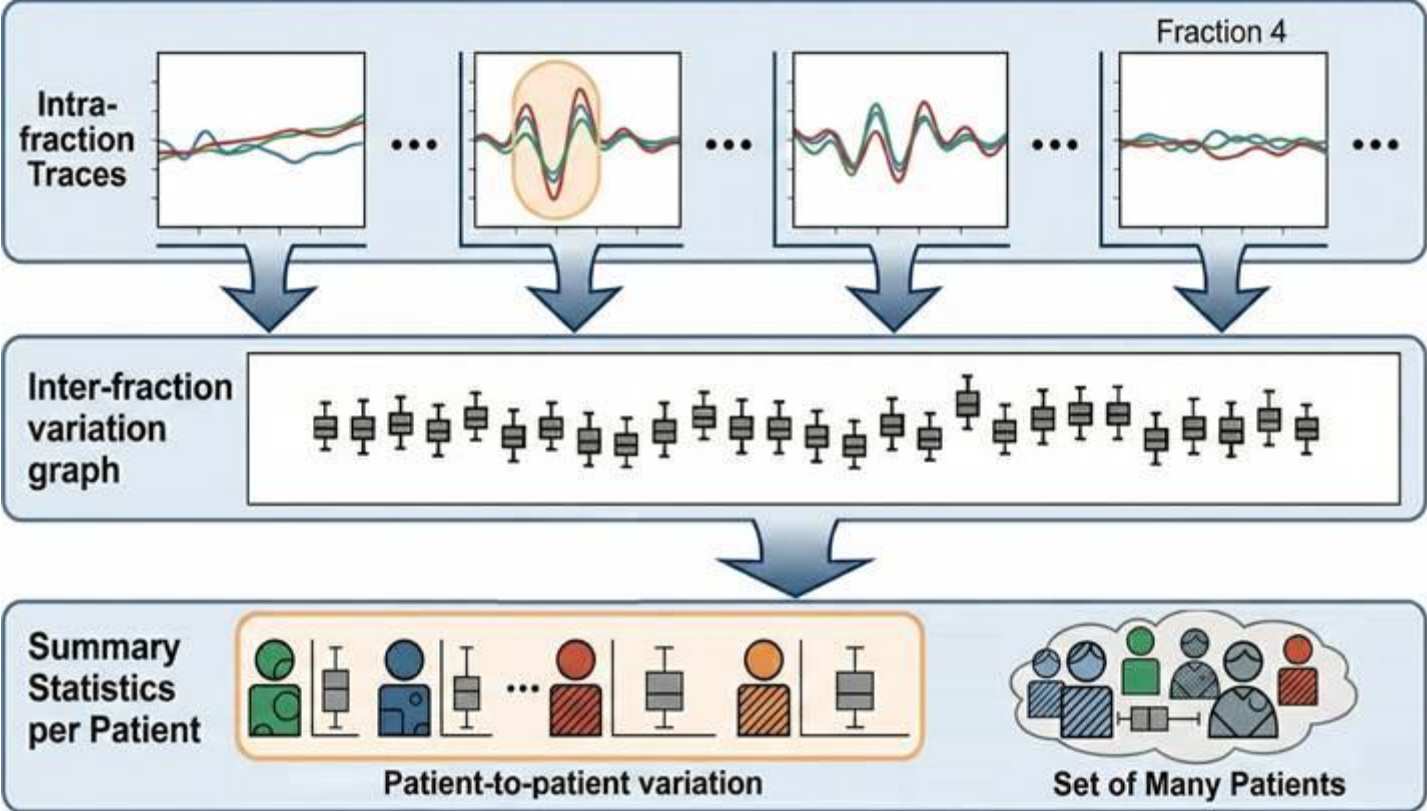 Fraction 4
Intra-
fraction
Traces
Inter-fraction
variation
graph
Summary
Statistics
per Patient
Patient-to-patient variation
Set of Many Patients